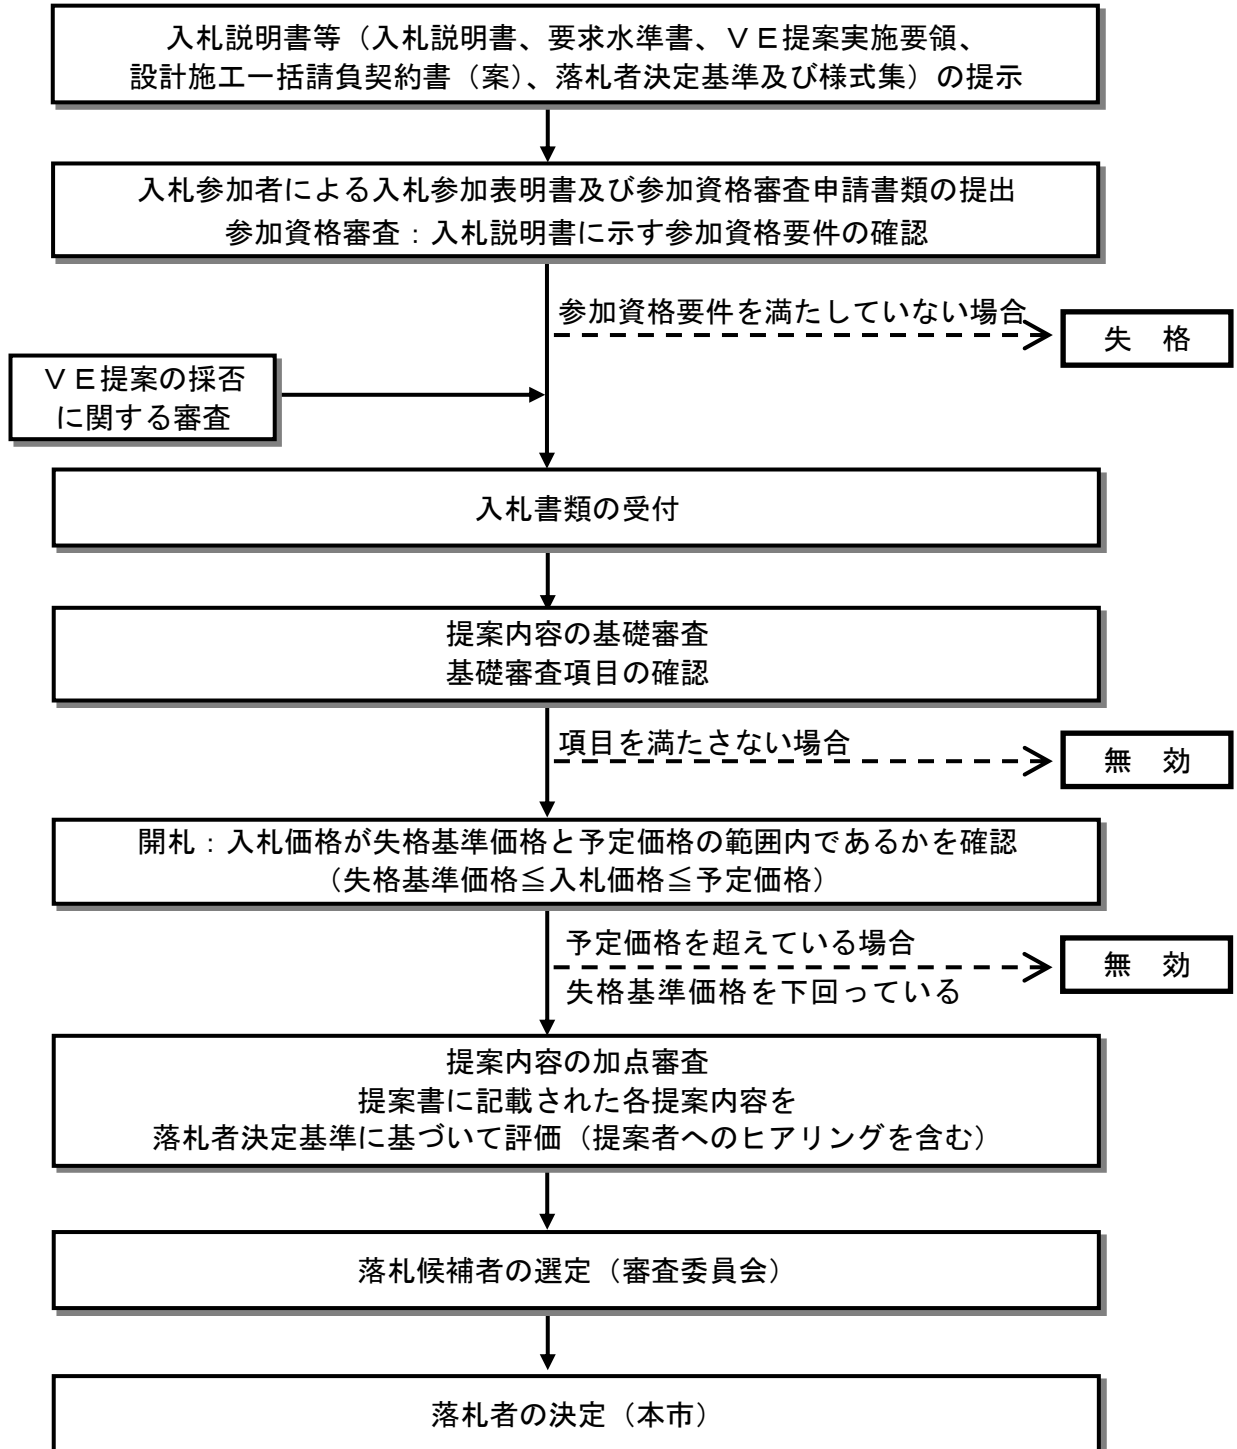 入札説明書等（入札説明書、要求水準書、ＶＥ提案実施要領、
設計施工一括請負契約書（案）、落札者決定基準及び様式集）の提示
入札参加者による入札参加表明書及び参加資格審査申請書類の提出
参加資格審査：入札説明書に示す参加資格要件の確認
参加資格要件を満たしていない場合
失　格
ＶＥ提案の採否
に関する審査
入札書類の受付
提案内容の基礎審査
基礎審査項目の確認
項目を満たさない場合
無　効
開札：入札価格が失格基準価格と予定価格の範囲内であるかを確認
（失格基準価格≦入札価格≦予定価格）
予定価格を超えている場合
無　効
失格基準価格を下回っている
提案内容の加点審査
提案書に記載された各提案内容を
落札者決定基準に基づいて評価（提案者へのヒアリングを含む）
落札候補者の選定（審査委員会）
落札者の決定（本市）